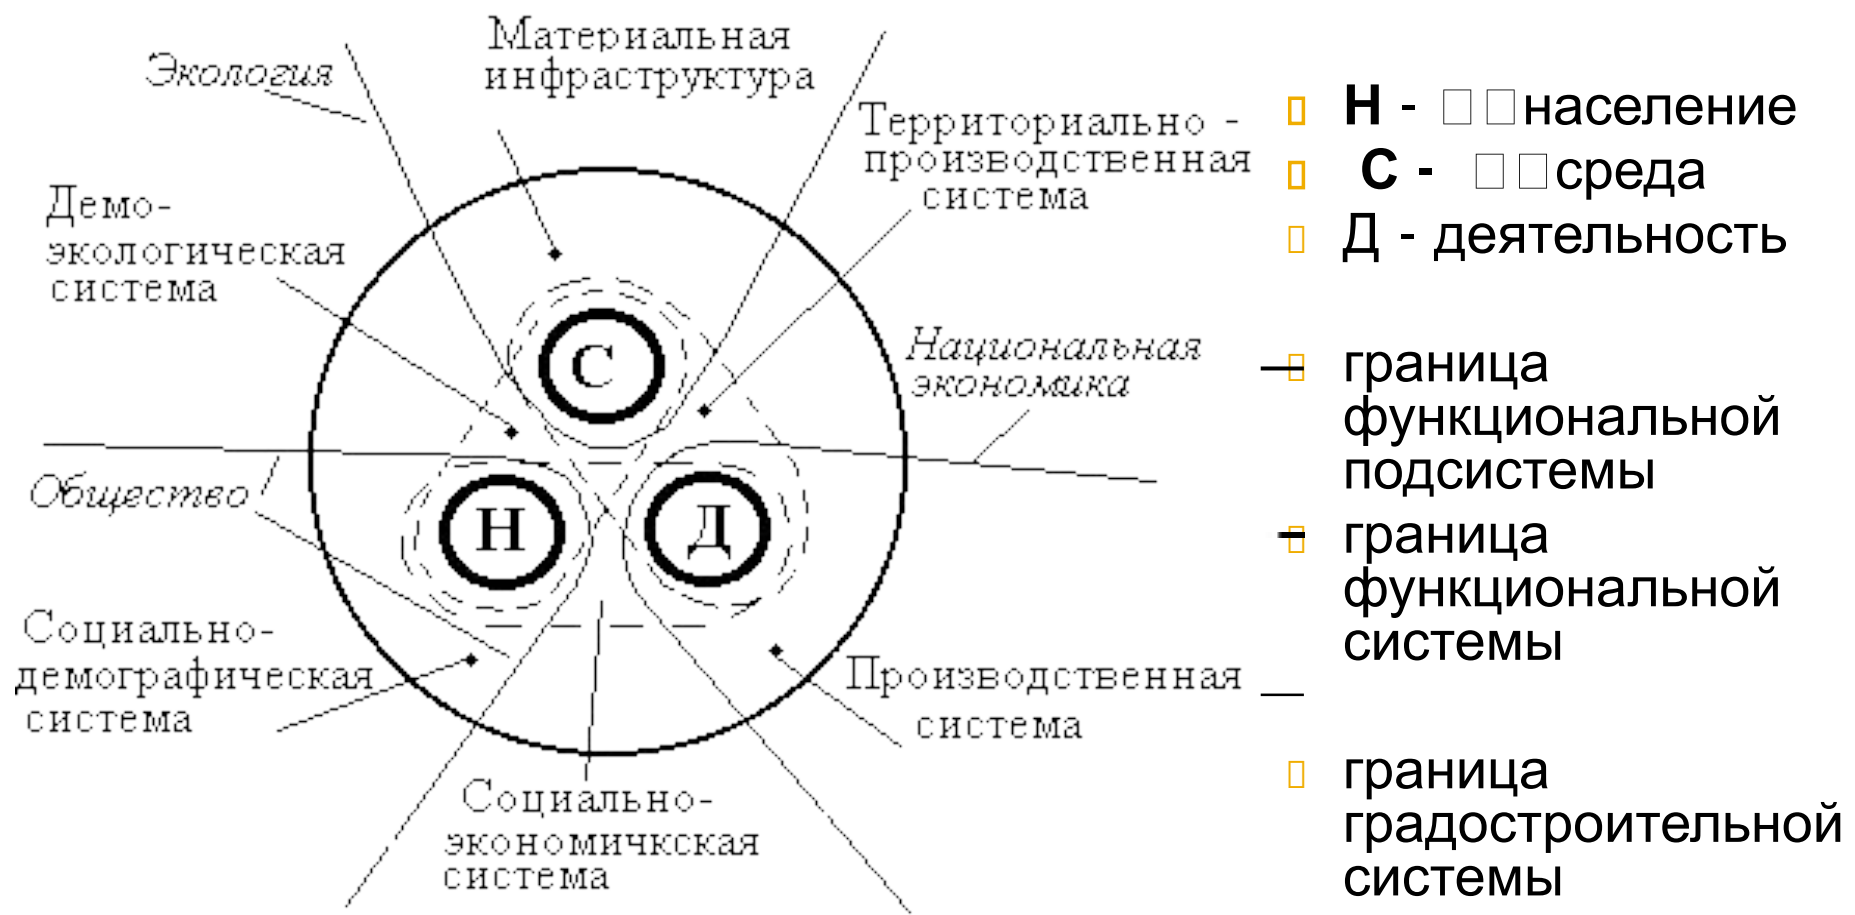 Материальная
инфраструктура
Экология
Территориально -
производственная
система
Демо-
экологическая
система
Национальная
экономика
С
Общество
Н
Д
Социально-
демографическая
система
Производственная
система
Социально-
экономичкская
система
Н - населениe
С - среда
Д - деятельность
граница
функциональной
подсистемы
граница
функциональной
системы
граница
градостроительной
системы